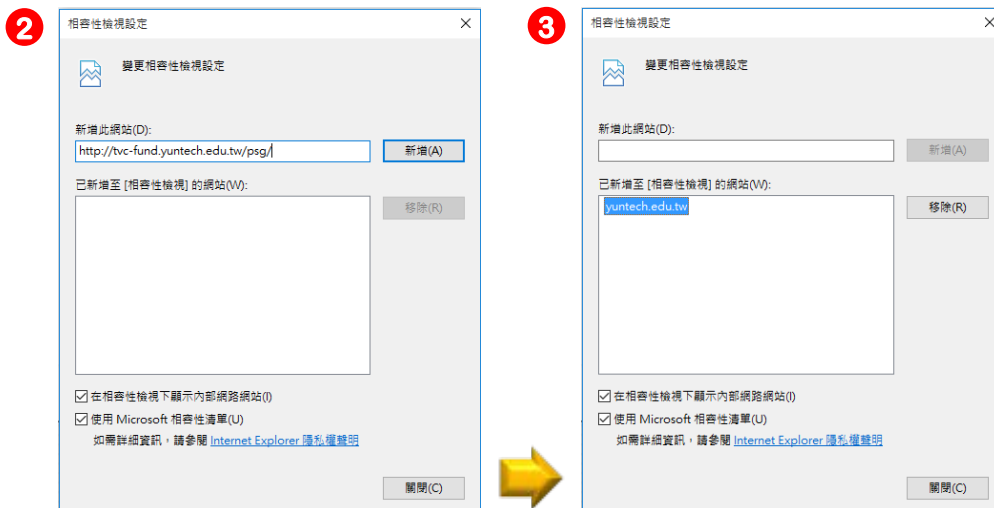 2
相容性檢視設定
變更相容性檢視設定
新增此網站(D):
http://tvc-fund.yuntech.edu.tw/psg/
新增(A)
已新增至 [相容性檢視] 的網站(W):
移除(R)
在相容性檢視下顯示內部網路網站(I)
使用 Microsoft 相容性清單(U)
如需詳細資訊，請參閱 Internet Explorer 隱私權聲明
關閉(C)
3
相容性檢視設定
變更相容性檢視設定
新增此網站(D):
新增(A)
已新增至 [相容性檢視] 的網站(W):
yuntech.edu.tw
移除(R)
在相容性檢視下顯示內部網路網站(I)
使用 Microsoft 相容性清單(U)
如需詳細資訊，請參閱 Internet Explorer 隱私權聲明
關閉(C)